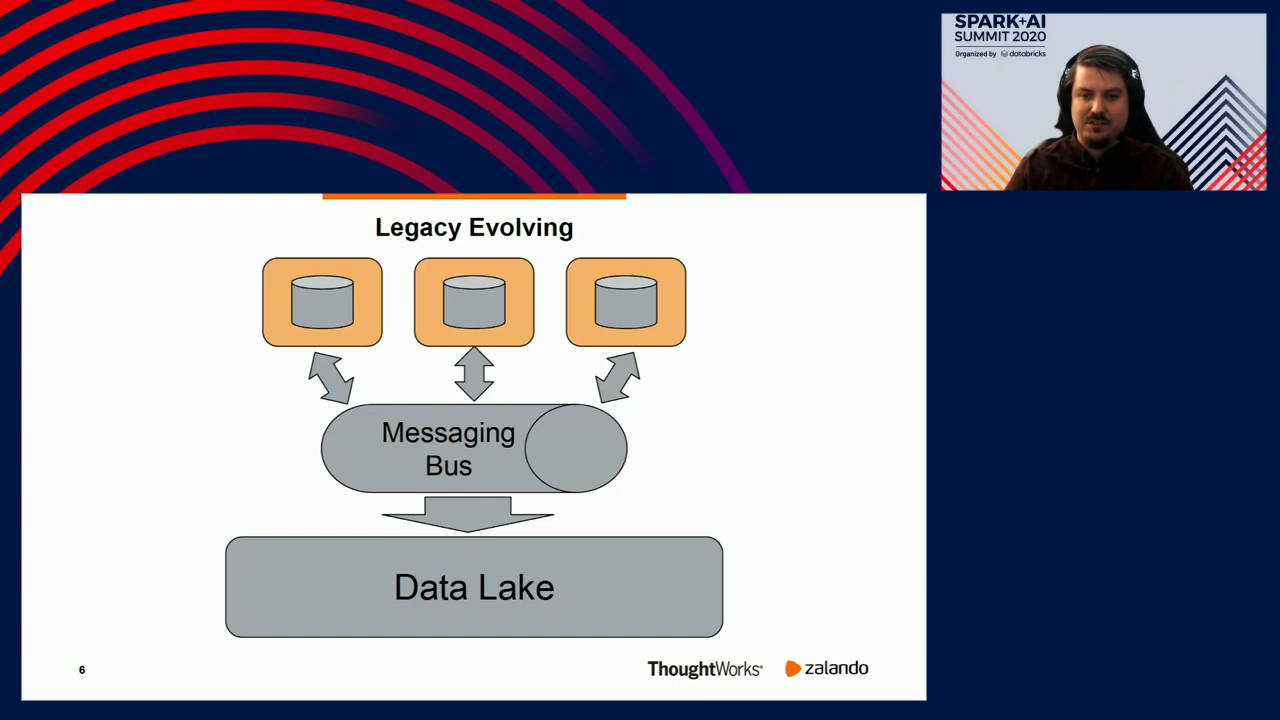 SPARK+AI
SUMMIT 2020
Organized by databricks
Legacy Evolving
Messaging
Bus
Data Lake
6
ThoughtWorks®
zalando